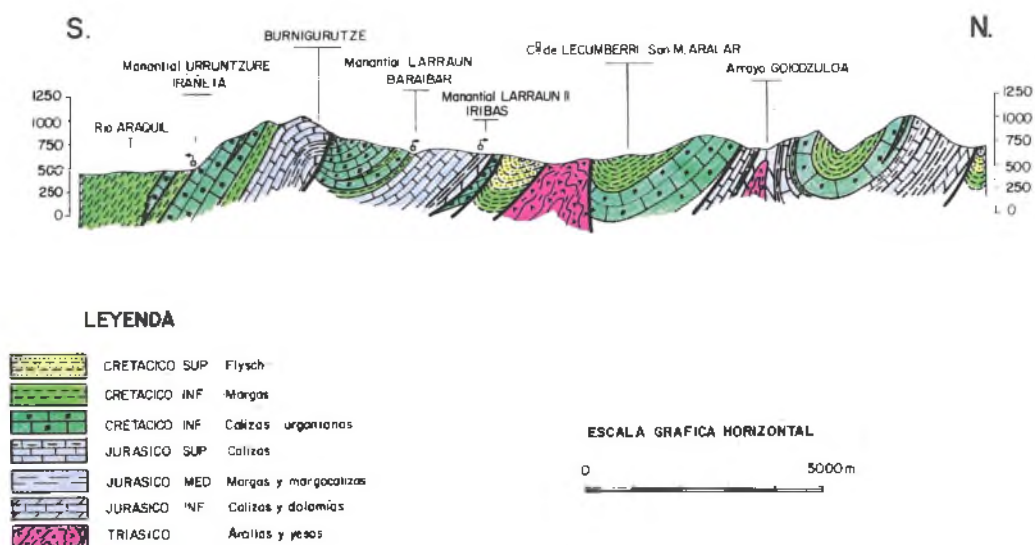 S.
N.
BURNIGURUTZE
Manantial URRUNTZURE
IRAÑETA
Manantial LARRAUN
BARAIBAR
Manantial LARRAUN II
IRIBAS
Cª de LECUMBERRI San M. ARALAR
Arroyo GOICOZULOA
Rio ARAQUIL
1250
1000
750
500
250
0
1250
1000
750
500
250
0
LEYENDA
CRETACICO SUP Flysch
CRETACICO INF Margas
CRETACICO INF Calizas urgonianas
JURASICO SUP Calizas
JURASICO MED Margas y margocalizas
JURASICO INF Calizas y dolomias
TRIASICO Arcillas y yesos
ESCALA GRAFICA HORIZONTAL
0 5000m